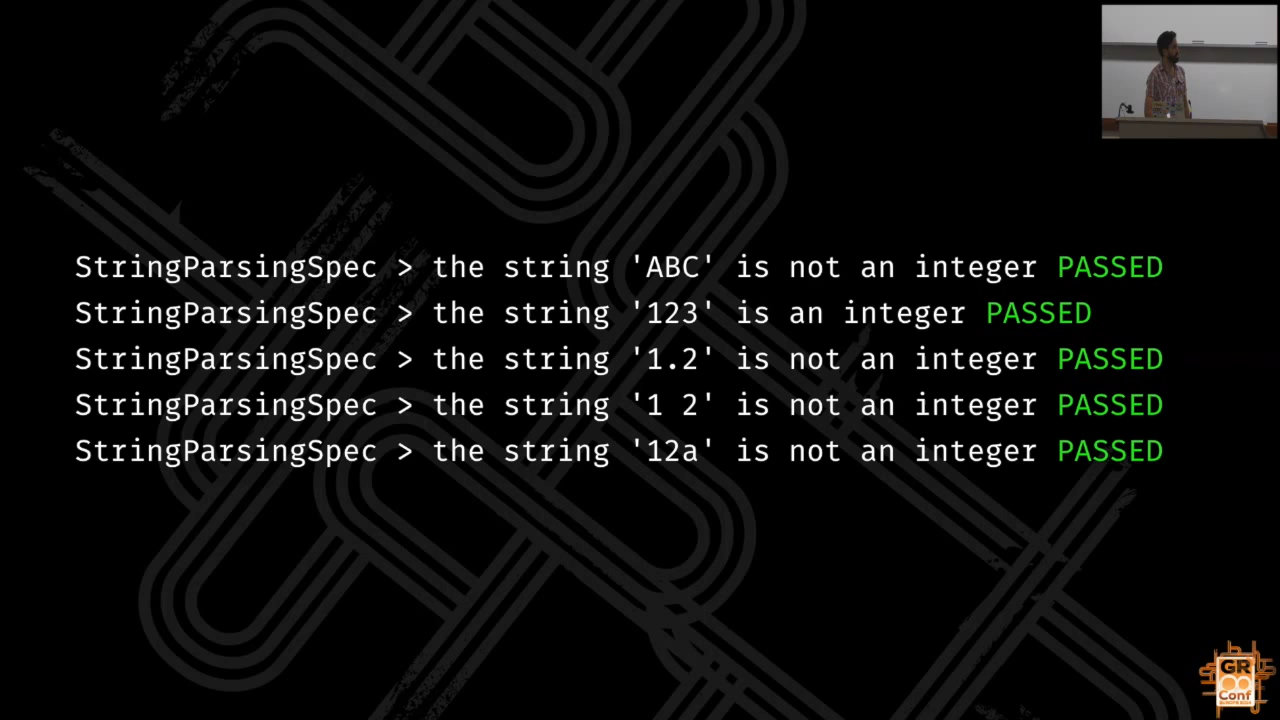 StringParsingSpec > the string 'ABC' is not an integer PASSED
StringParsingSpec > the string '123' is an integer PASSED
StringParsingSpec > the string '1.2' is not an integer PASSED
StringParsingSpec > the string '1 2' is not an integer PASSED
StringParsingSpec > the string '12a' is not an integer PASSED
GR
Conf